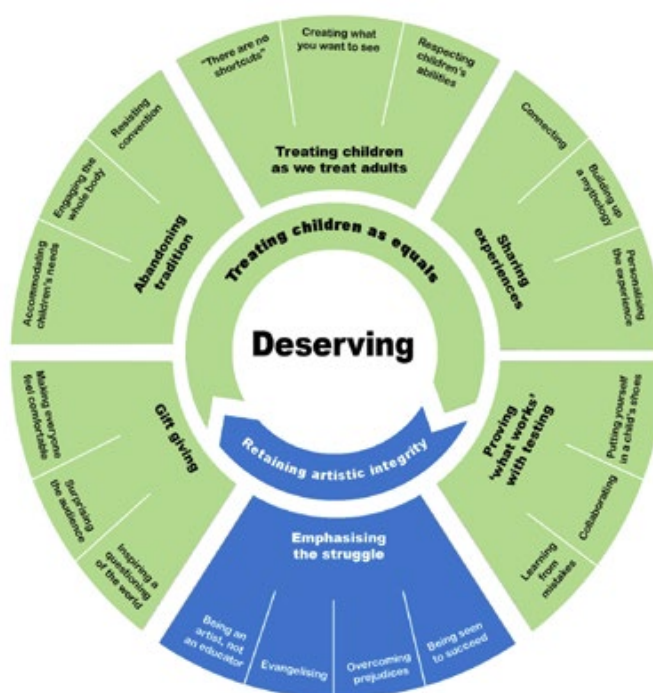 "There are no
shortcuts"
Creating what
you want to see
Respecting
children's
abilities
Treating children
as we treat adults
Connecting
Building up
a mythology
Personalising
the experience
Sharing
experiences
Putting yourself
in a child's shoes
Collaborating
Learning
from
mistakes
Proving
'what works'
with testing
Emphasising
the struggle
Being an
artist, not
an educator
Evangelising
Overcoming
prejudices
Being seen
to succeed
Gift giving
Making everyone
feel comfortable
Surprising
the audience
Inspiring a
questioning
of the world
Abandoning
tradition
Accommodating
children's needs
Engaging the
whole body
Resisting
convention
Treating children as equals
Deserving
Retaining artistic integrity